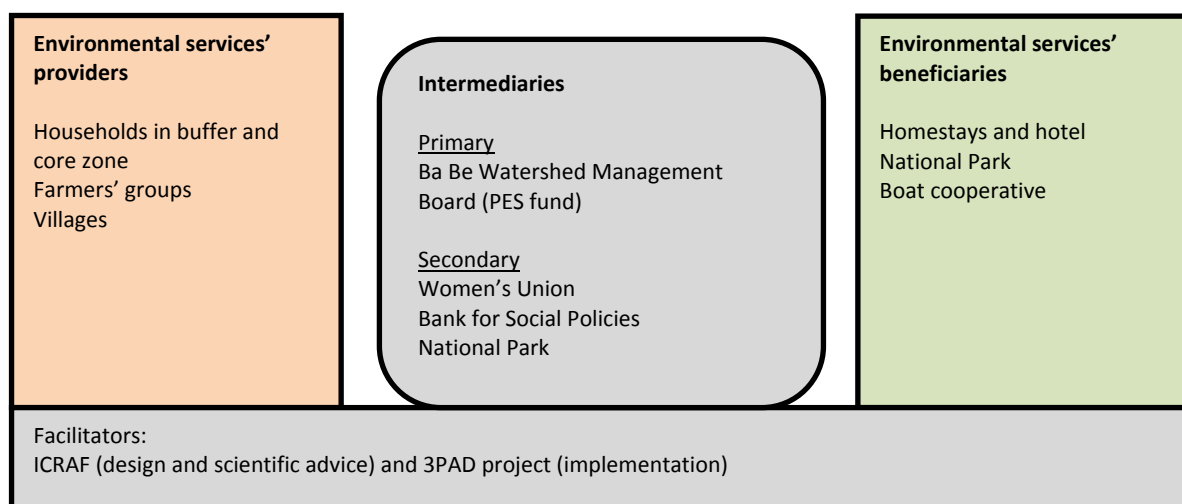 Environmental services’
providers
Households in buffer and
core zone
Farmers’ groups
Villages
Intermediaries
Primary
Ba Be Watershed Management
Board (PES fund)
Secondary
Women’s Union
Bank for Social Policies
National Park
Environmental services’
beneficiaries
Homestays and hotel
National Park
Boat cooperative
Facilitators:
ICRAF (design and scientific advice) and 3PAD project (implementation)